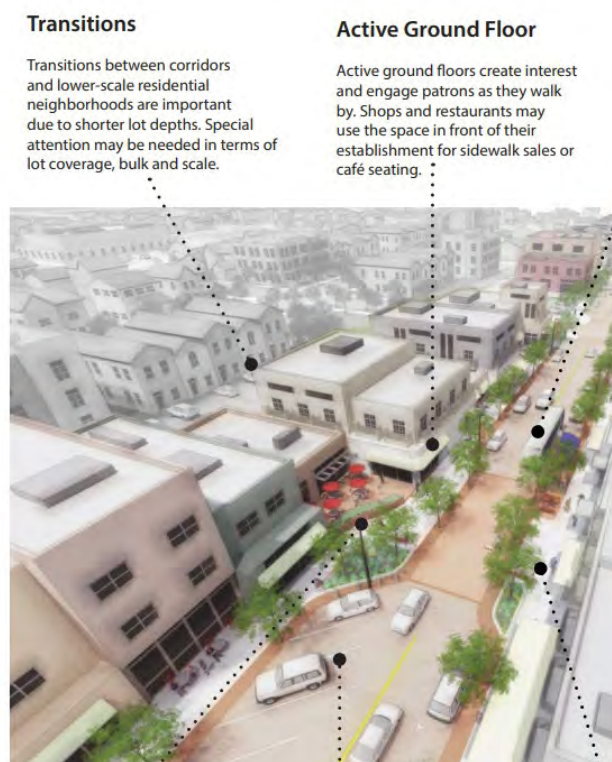 Transitions
Transitions between corridors
and lower-scale residential
neighborhoods are important
due to shorter lot depths. Special
attention may be needed in terms of
lot coverage, bulk and scale.
Active Ground Floor
Active ground floors create interest
and engage patrons as they walk
by. Shops and restaurants may
use the space in front of their
establishment for sidewalk sales or
café seating.